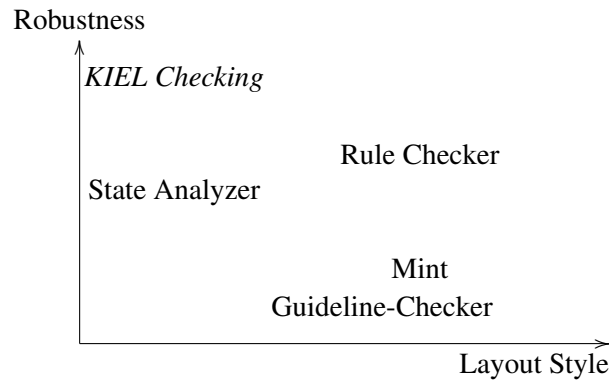 Robustness
KIEL Checking
Rule Checker
State Analyzer
Mint
Guideline-Checker
Layout Style